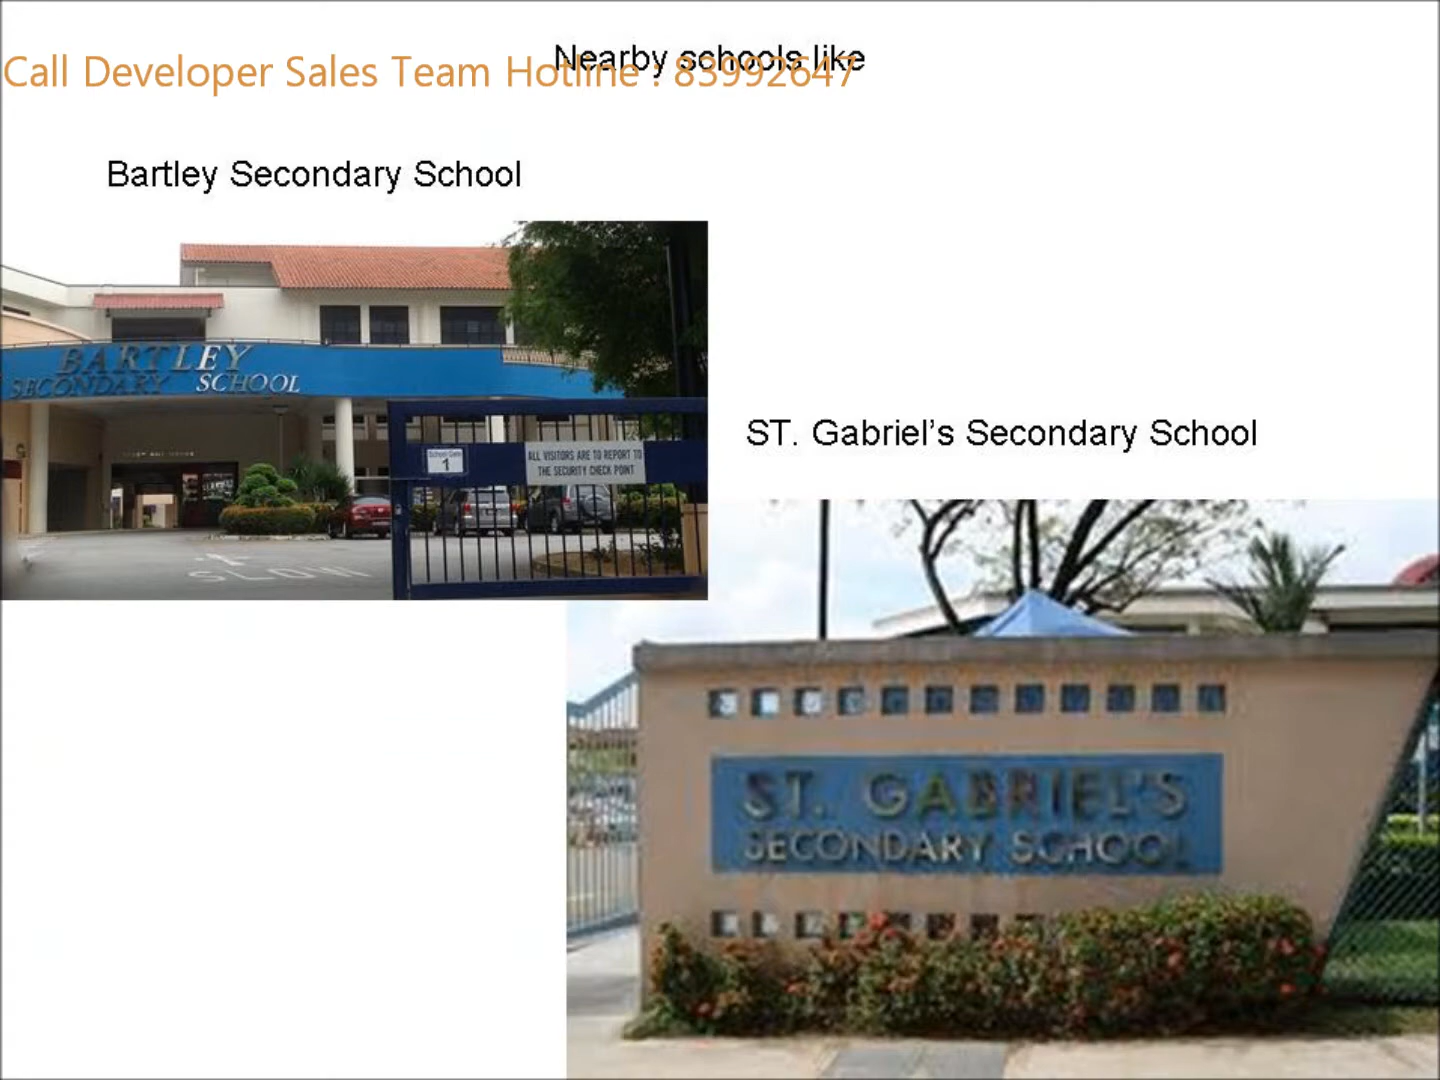 Nearby schools like
Call Developer Sales Team Hotline : 83992647
Bartley Secondary School
BARTLEY
SECONDARY SCHOOL
School Gate
1
ALL VISITORS ARE TO REPORT TO
THE SECURITY CHECK POINT
SLOW
ST. Gabriel’s Secondary School
ST. GABRIEL'S
SECONDARY SCHOOL